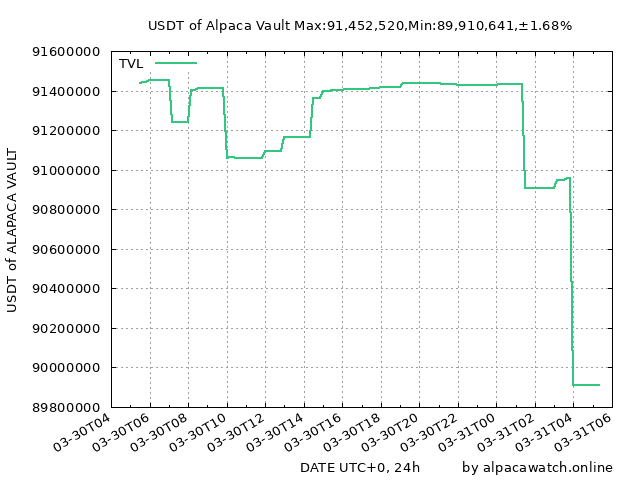 USDT of Alpaca Vault Max:91,452,520,Min:89,910,641,±1.68%
TVL
91600000
91400000
91200000
91000000
90800000
90600000
90400000
90200000
90000000
89800000
USDT of ALAPACA VAULT
03-30T04
03-30T06
03-30T08
03-30T10
03-30T12
03-30T14
03-30T16
03-30T18
03-30T20
03-30T22
03-31T00
03-31T02
03-31T04
03-31T06
DATE UTC+0, 24h
by alpacawatch.online